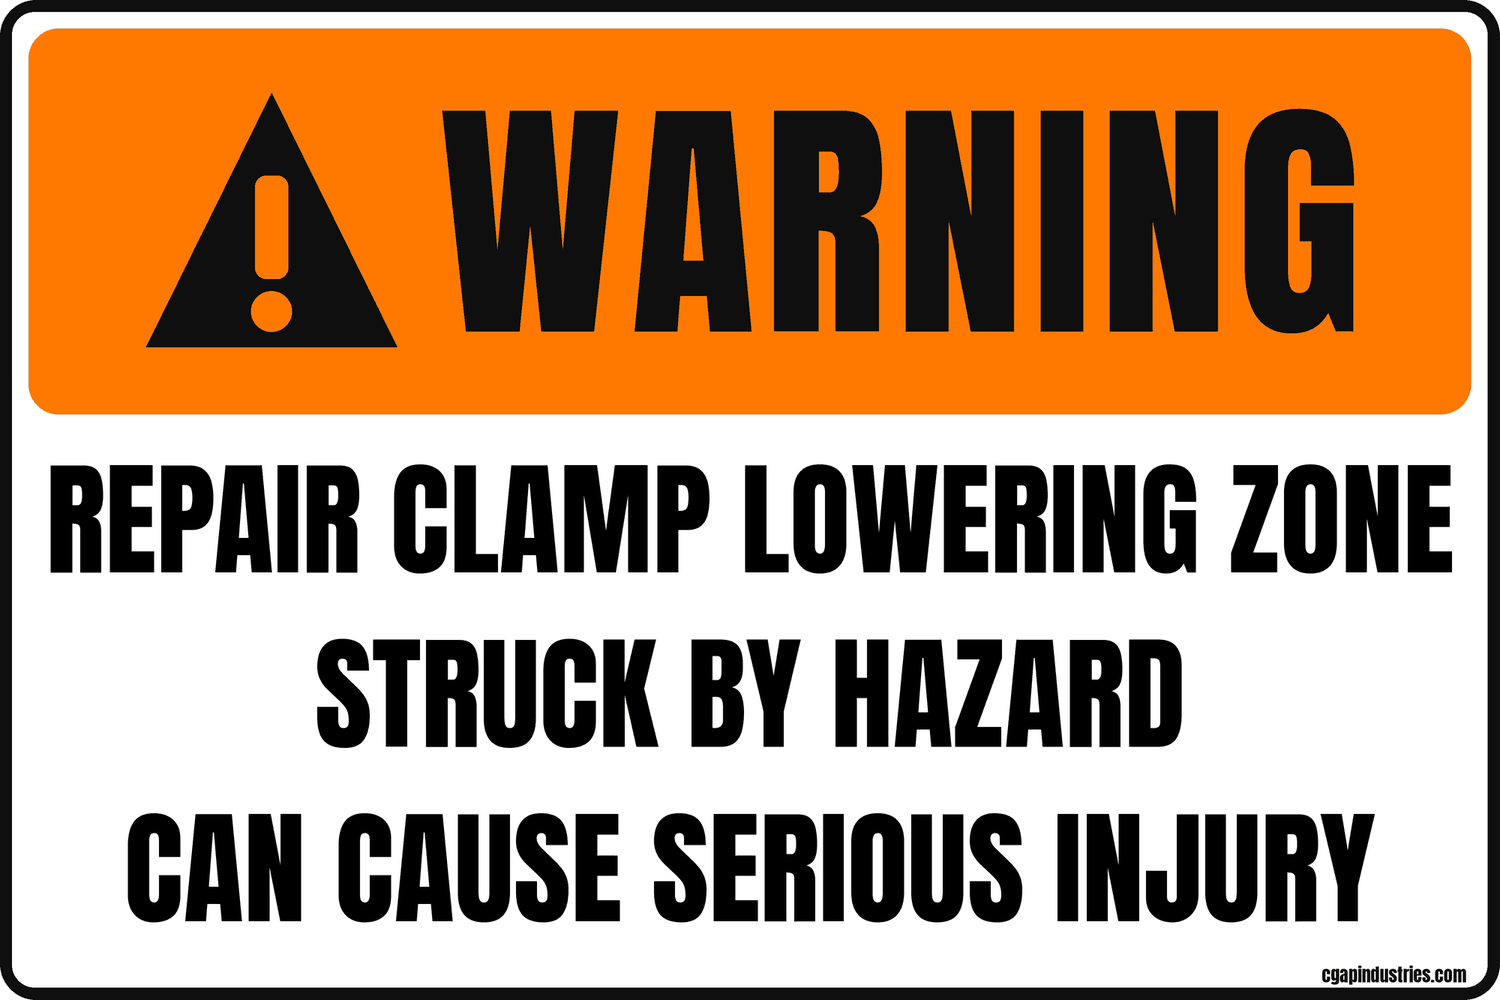 WARNING
REPAIR CLAMP LOWERING ZONE
STRUCK BY HAZARD
CAN CAUSE SERIOUS INJURY
cgapindustries.com